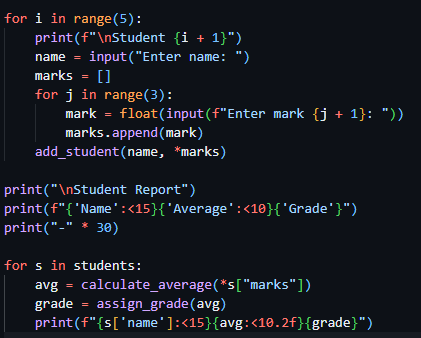 for i in range(5):
    print(f"\nStudent {i + 1}")
    name = input("Enter name: ")
    marks = []
    for j in range(3):
        mark = float(input(f"Enter mark {j + 1}: "))
        marks.append(mark)
    add_student(name, *marks)

print("\nStudent Report")
print(f"{'Name':<15}{'Average':<10}{'Grade'}")
print("-" * 30)

for s in students:
    avg = calculate_average(*s["marks"])
    grade = assign_grade(avg)
    print(f"{s['name']:<15}{avg:<10.2f}{grade}")